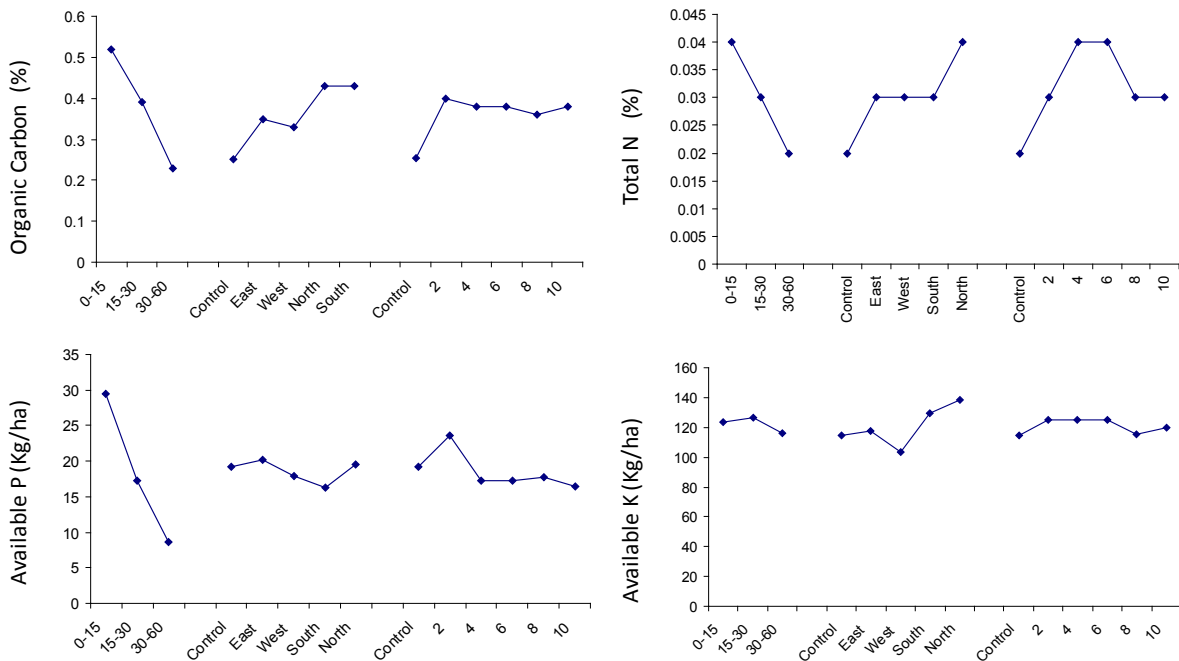 Organic Carbon (%)
0.6
0.5
0.4
0.3
0.2
0.1
0
0-15
15-30
30-60
Control
East
West
North
South
Control
2
4
6
8
10
Total N (%)
0.045
0.04
0.035
0.03
0.025
0.02
0.015
0.01
0.005
0
0-15
15-30
30-60
Control
East
West
South
North
Control
2
4
6
8
10
Available P (Kg/ha)
35
30
25
20
15
10
5
0
0-15
15-30
30-60
Control
East
West
South
North
Control
2
4
6
8
10
Available K (Kg/ha)
160
140
120
100
80
60
40
20
0
0-15
15-30
30-60
Control
East
West
South
North
Control
2
4
6
8
10